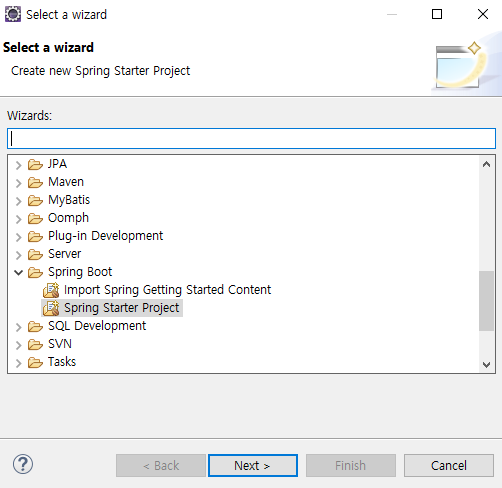 Select a wizard
Select a wizard
Create new Spring Starter Project
Wizards:
JPA
Maven
MyBatis
Oomph
Plug-in Development
Server
Spring Boot
Import Spring Getting Started Content
Spring Starter Project
SQL Development
SVN
Tasks
?
< Back
Next >
Finish
Cancel